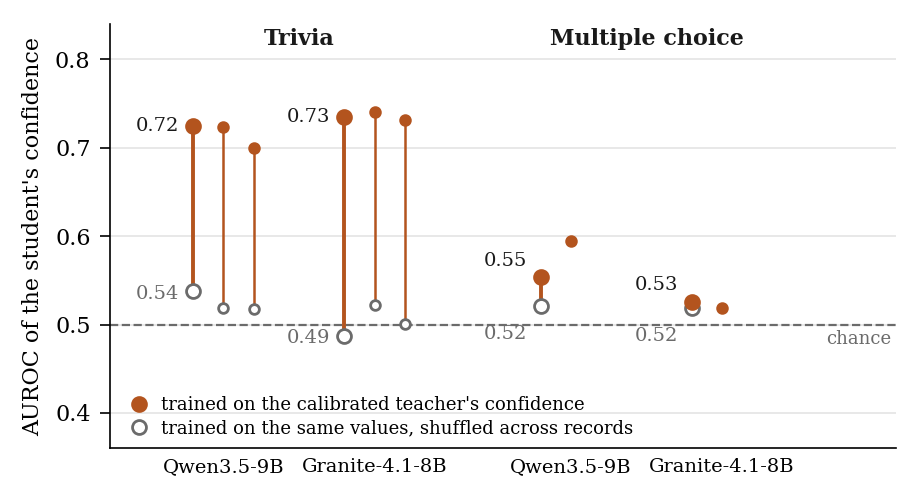 Trivia
Multiple choice
AUROC of the student's confidence
0.8
0.7
0.6
0.5
0.4
0.72
0.54
0.73
0.49
0.55
0.52
0.53
0.52
chance
trained on the calibrated teacher's confidence
trained on the same values, shuffled across records
Qwen3.5-9B
Granite-4.1-8B
Qwen3.5-9B
Granite-4.1-8B